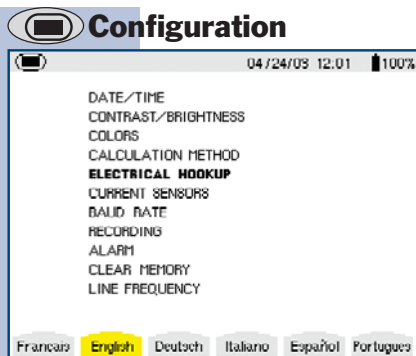 Configuration
04/24/03 12:01 100%
DATE/TIME
CONTRAST/BRIGHTNESS
COLORS
CALCULATION METHOD
ELECTRICAL HOOKUP
CURRENT SENSORS
BAUD RATE
RECORDING
ALARM
CLEAR MEMORY
LINE FREQUENCY
Francais English Deutsch Italiano Español Portugues